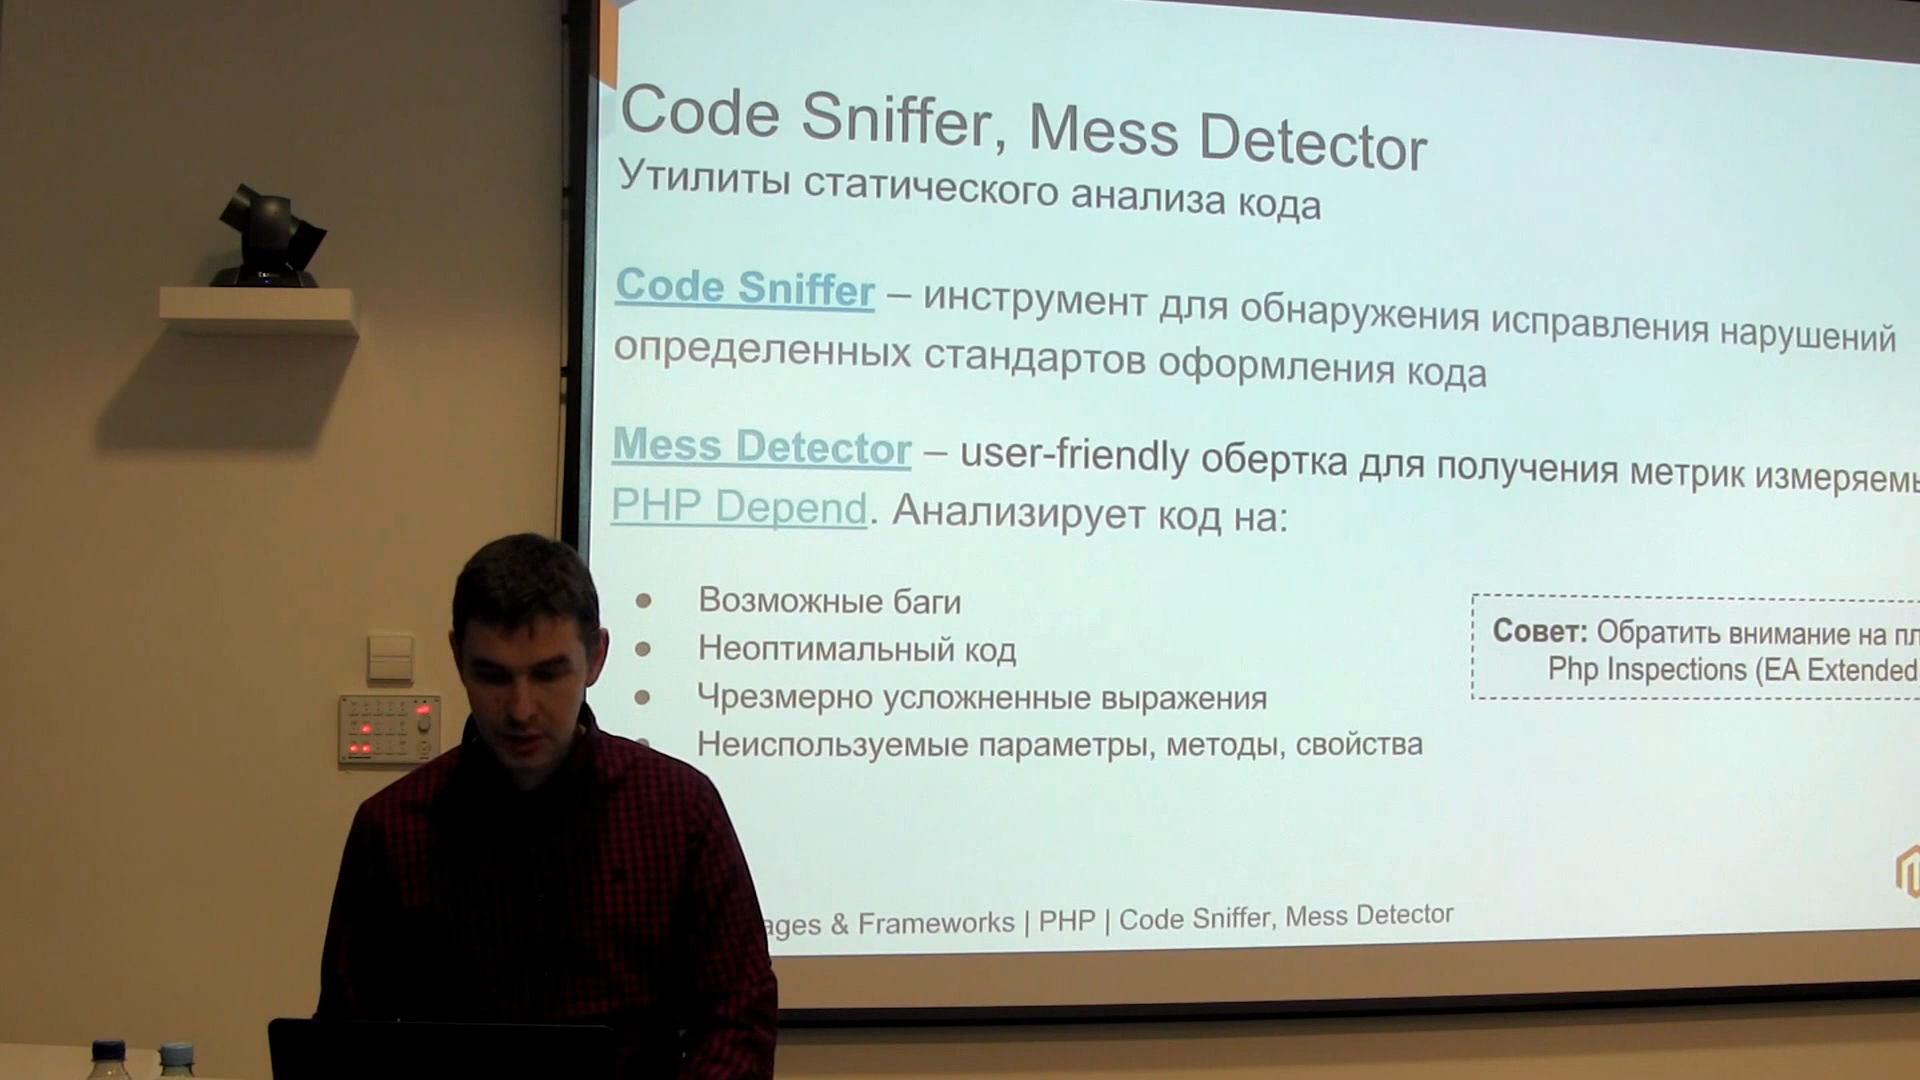 Code Sniffer, Mess Detector
Утилиты статического анализа кода
Code Sniffer – инструмент для обнаружения исправления нарушений
определенных стандартов оформления кода
Mess Detector – user-friendly обертка для получения метрик
PHP Depend. Анализирует код на:
● Возможные баги
● Неоптимальный код
● Чрезмерно усложненные выражения
Неиспользуемые параметры, методы, свойства
Совет: Обратить внимание на
Php Inspections (EA Extended
& Frameworks | PHP | Code Sniffer, Mess Detector